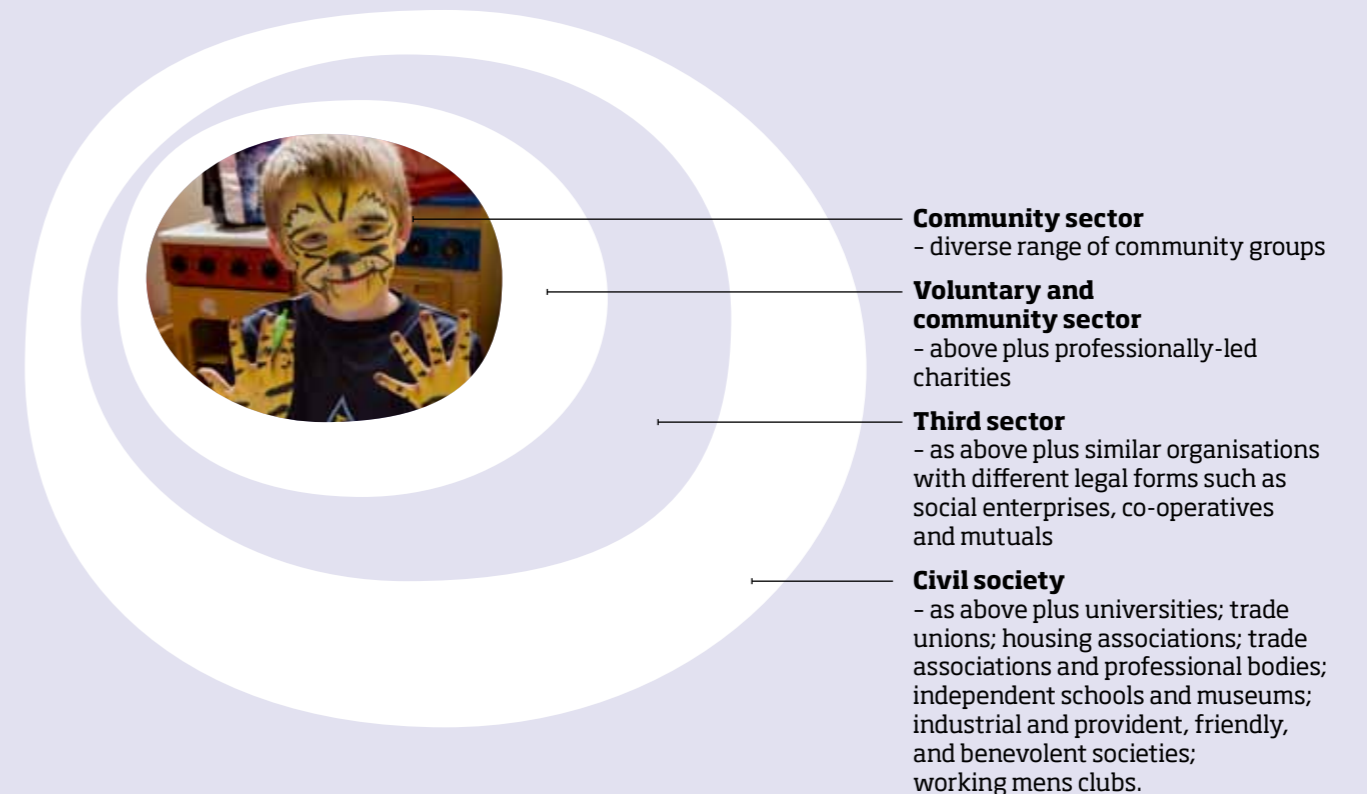 Community sector
– diverse range of community groups
Voluntary and
community sector
– above plus professionally-led
charities
Third sector
– as above plus similar organisations
with different legal forms such as
social enterprises, co-operatives
and mutuals
Civil society
– as above plus universities; trade
unions; housing associations; trade
associations and professional bodies;
independent schools and museums;
industrial and provident, friendly,
and benevolent societies;
working mens clubs.